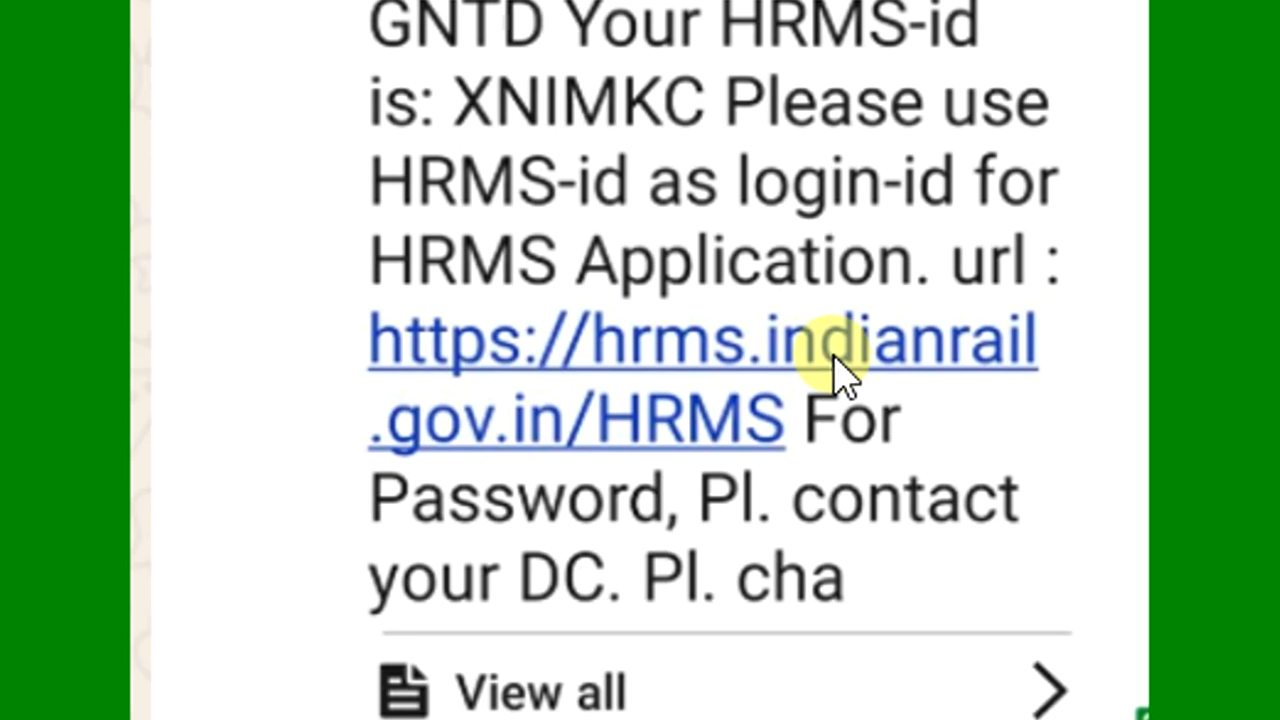 GNTD Your HRMS-id
is: XNIMKC Please use
HRMS-id as login-id for
HRMS Application. url :
https://hrms.indianrail
.gov.in/HRMS For
Password, Pl. contact
your DC. Pl. cha
View all